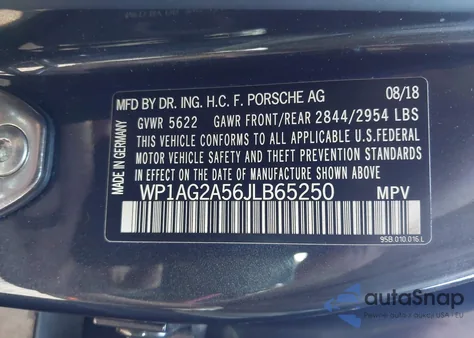 MFD BY DR. ING. H.C. F. PORSCHE AG 08/18
GVWR 5622 GAWR FRONT/REAR 2844/2954 LBS
THIS VEHICLE CONFORMS TO ALL APPLICABLE U.S.FEDERAL
MOTOR VEHICLE SAFETY, BUMPER AND THEFT PREVENTION STANDARDS
IN EFFECT ON THE DATE OF MANUFACTURE SHOWN ABOVE
WP1AG2A56JLB65250 MPV
MADE IN GERMANY
95B.010.016.L
autoSnap